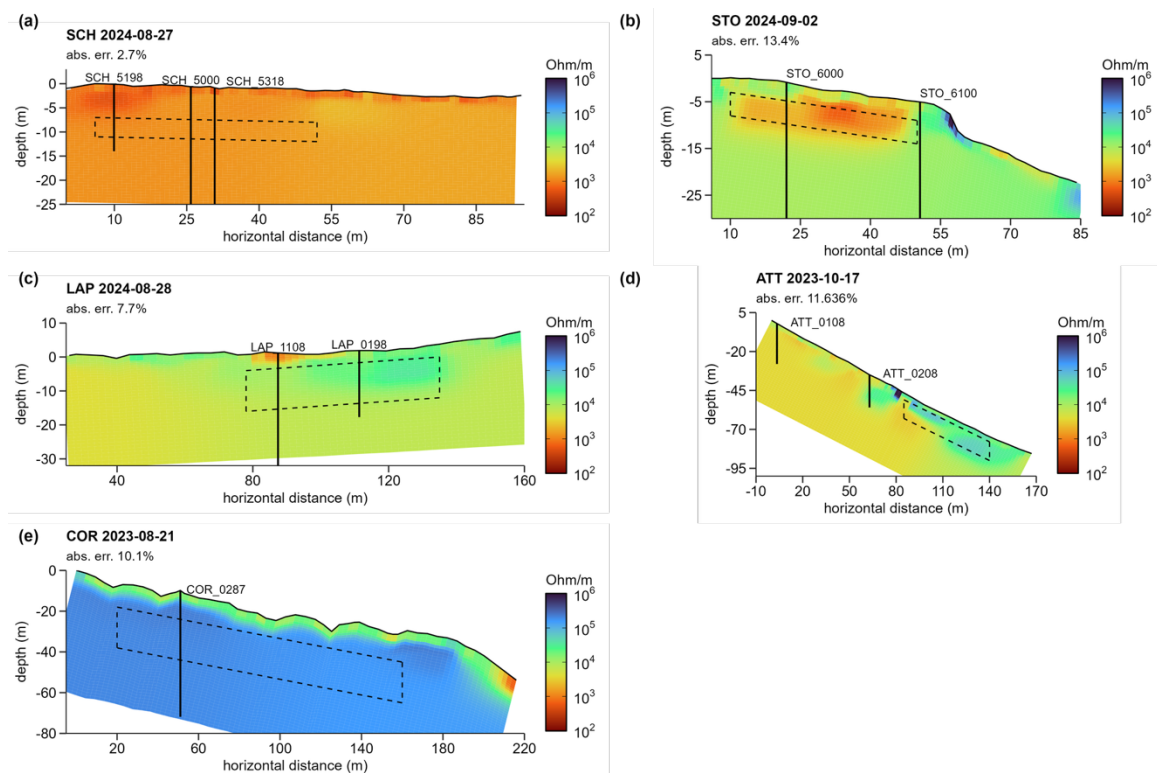 (a)
SCH 2024-08-27
abs. err. 2.7%
SCH_5198 SCH_5000 SCH_5318
0
-5
-10
-15
-20
-25
depth (m)
10 25 40 55 70 85
horizontal distance (m)
Ohm/m
10^6
10^5
10^4
10^3
10^2
(b)
STO 2024-09-02
abs. err. 13.4%
STO_6000
STO_6100
5
-5
-15
-25
depth (m)
10 25 40 55 70 85
horizontal distance (m)
Ohm/m
10^6
10^5
10^4
10^3
10^2
(c)
LAP 2024-08-28
abs. err. 7.7%
LAP_1108 LAP_0198
10
0
-10
-20
-30
depth (m)
40 80 120 160
horizontal distance (m)
Ohm/m
10^6
10^5
10^4
10^3
10^2
(d)
ATT 2023-10-17
abs. err. 11.636%
ATT_0108
ATT_0208
5
-20
-45
-70
-95
depth (m)
-10 20 50 80 110 140 170
horizontal distance (m)
Ohm/m
10^6
10^5
10^4
10^3
10^2
(e)
COR 2023-08-21
abs. err. 10.1%
COR_0287
0
-20
-40
-60
-80
depth (m)
20 60 100 140 180 220
horizontal distance (m)
Ohm/m
10^6
10^5
10^4
10^3
10^2